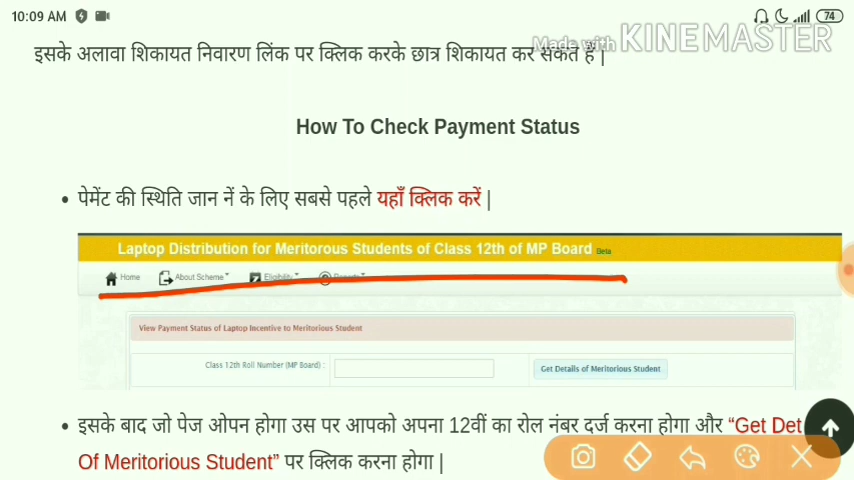 10:09 AM
74
Made with KINEMASTER
इसके अलावा शिकायत निवारण लिंक पर क्लिक करके छात्र शिकायत कर सकते हैं |
How To Check Payment Status
• पेमेंट की स्थिति जान नें के लिए सबसे पहले यहाँ क्लिक करें |
Laptop Distribution for Meritorous Students of Class 12th of MP Board Beta
Home About Scheme Eligibility Reports
View Payment Status of Laptop Incentive to Meritorious Student
Class 12th Roll Number (MP Board) :
Get Details of Meritorious Student
• इसके बाद जो पेज ओपन होगा उस पर आपको अपना 12वीं का रोल नंबर दर्ज करना होगा और “Get Det
Of Meritorious Student” पर क्लिक करना होगा |